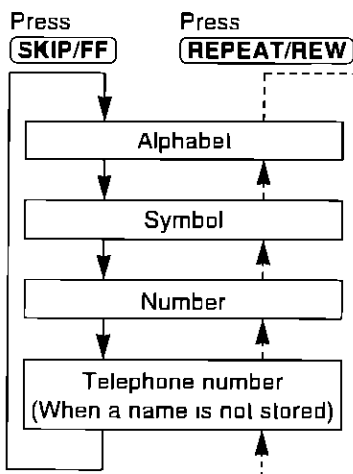 Press
SKIP/FF
Press
REPEAT/REW
Alphabet
Symbol
Number
Telephone number
(When a name is not stored)